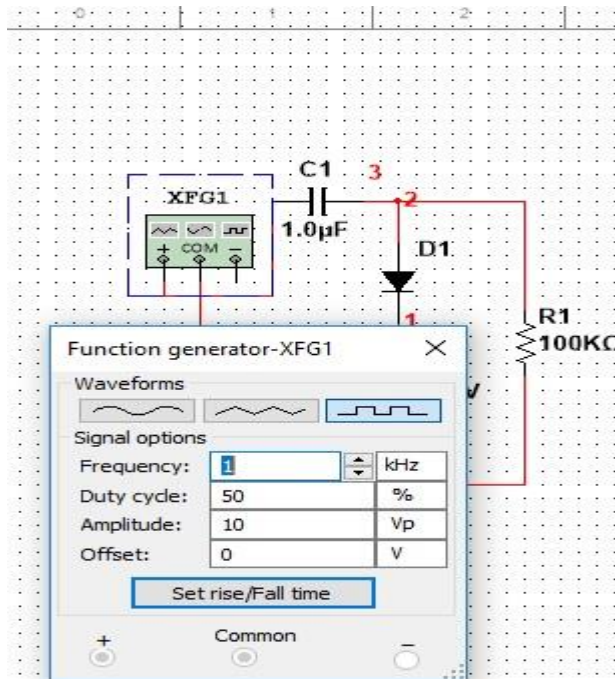 0 1 2
C1 3
XFG1 2
+ COM −
1.0µF
D1
1
R1
100KΩ
V
Function generator-XFG1
Waveforms
Signal options
Frequency: 1 kHz
Duty cycle: 50 %
Amplitude: 10 Vp
Offset: 0 V
Set rise/Fall time
+ Common −